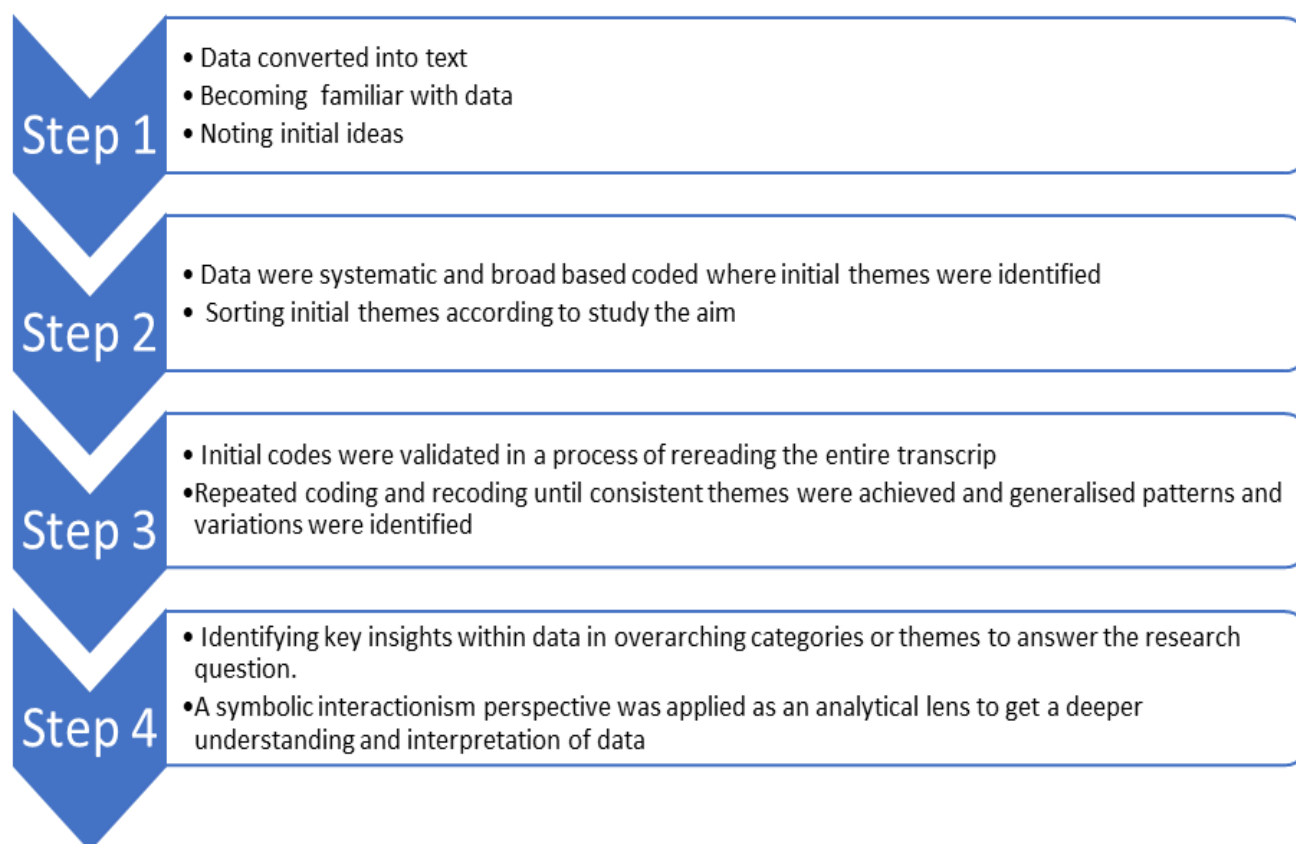 Step 1
• Data converted into text
• Becoming familiar with data
• Noting initial ideas
Step 2
• Data were systematic and broad based coded where initial themes were identified
• Sorting initial themes according to study the aim
Step 3
• Initial codes were validated in a process of rereading the entire transcrip
•Repeated coding and recoding until consistent themes were achieved and generalised patterns and
variations were identified
Step 4
• Identifying key insights within data in overarching categories or themes to answer the research
question.
•A symbolic interactionism perspective was applied as an analytical lens to get a deeper
understanding and interpretation of data